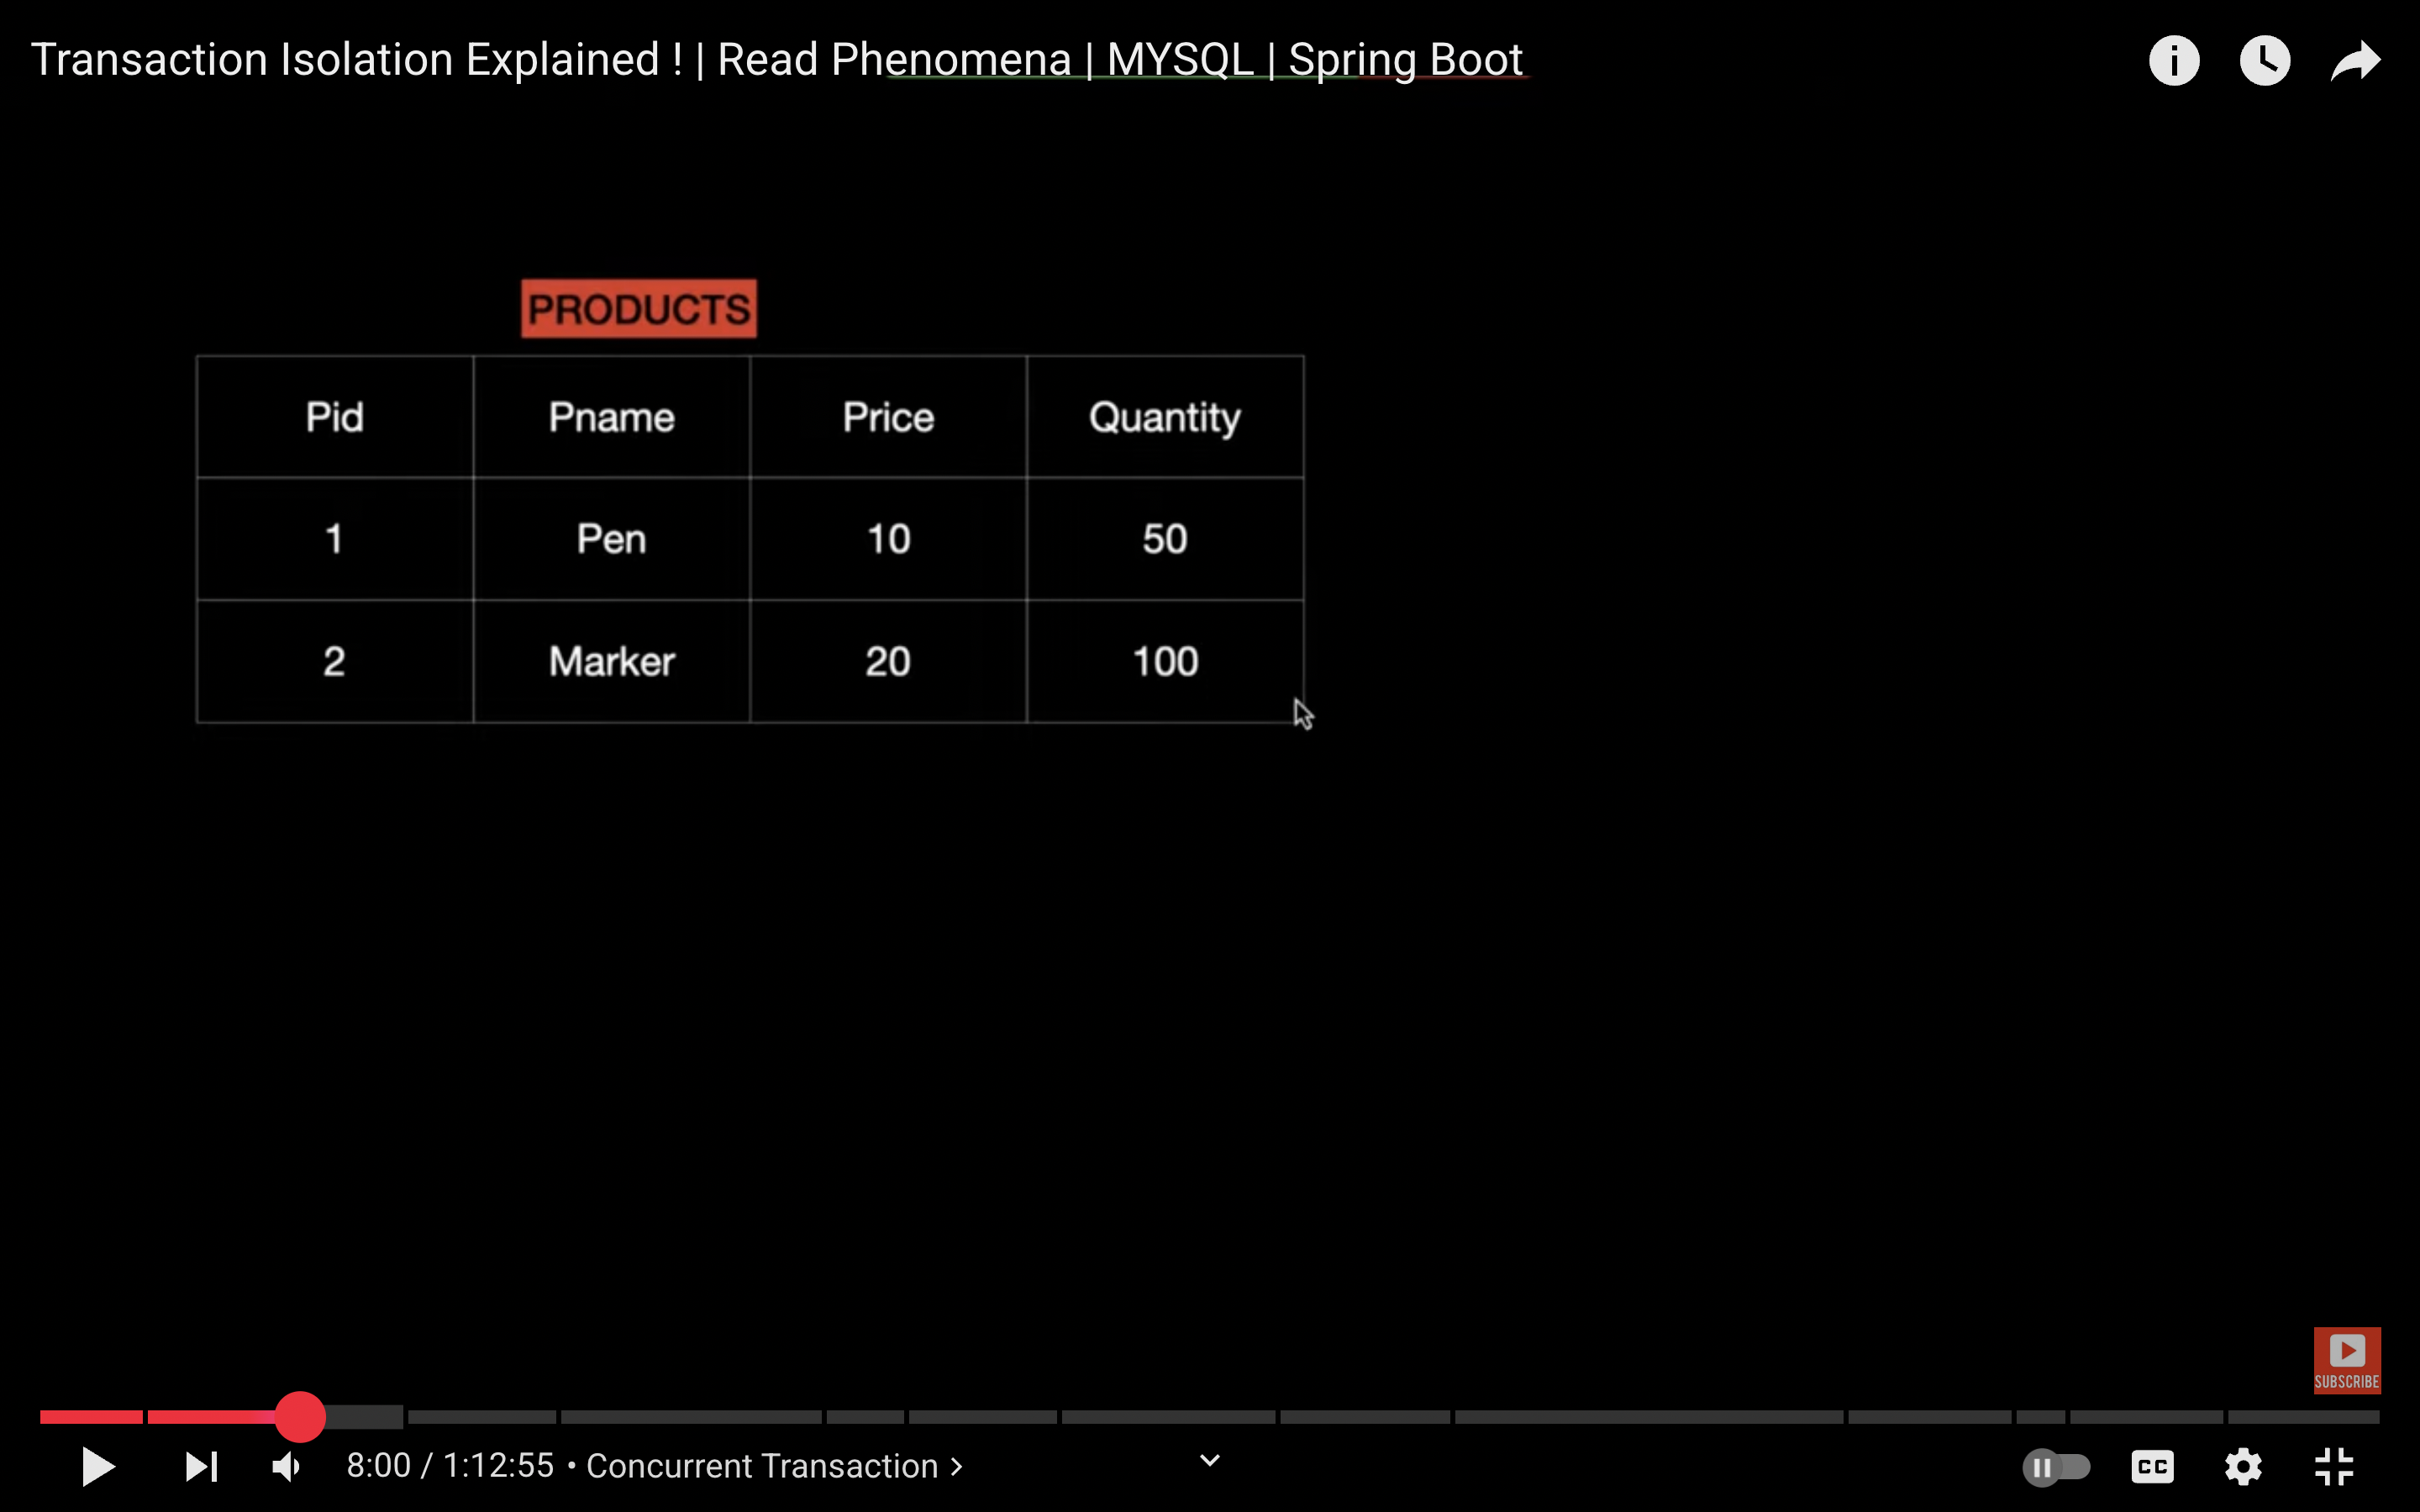 Transaction Isolation Explained ! | Read Phenomena | MYSQL | Spring Boot
PRODUCTS
Pid Pname Price Quantity
1 Pen 10 50
2 Marker 20 100
SUBSCRIBE
8:00 / 1:12:55 • Concurrent Transaction >
CC